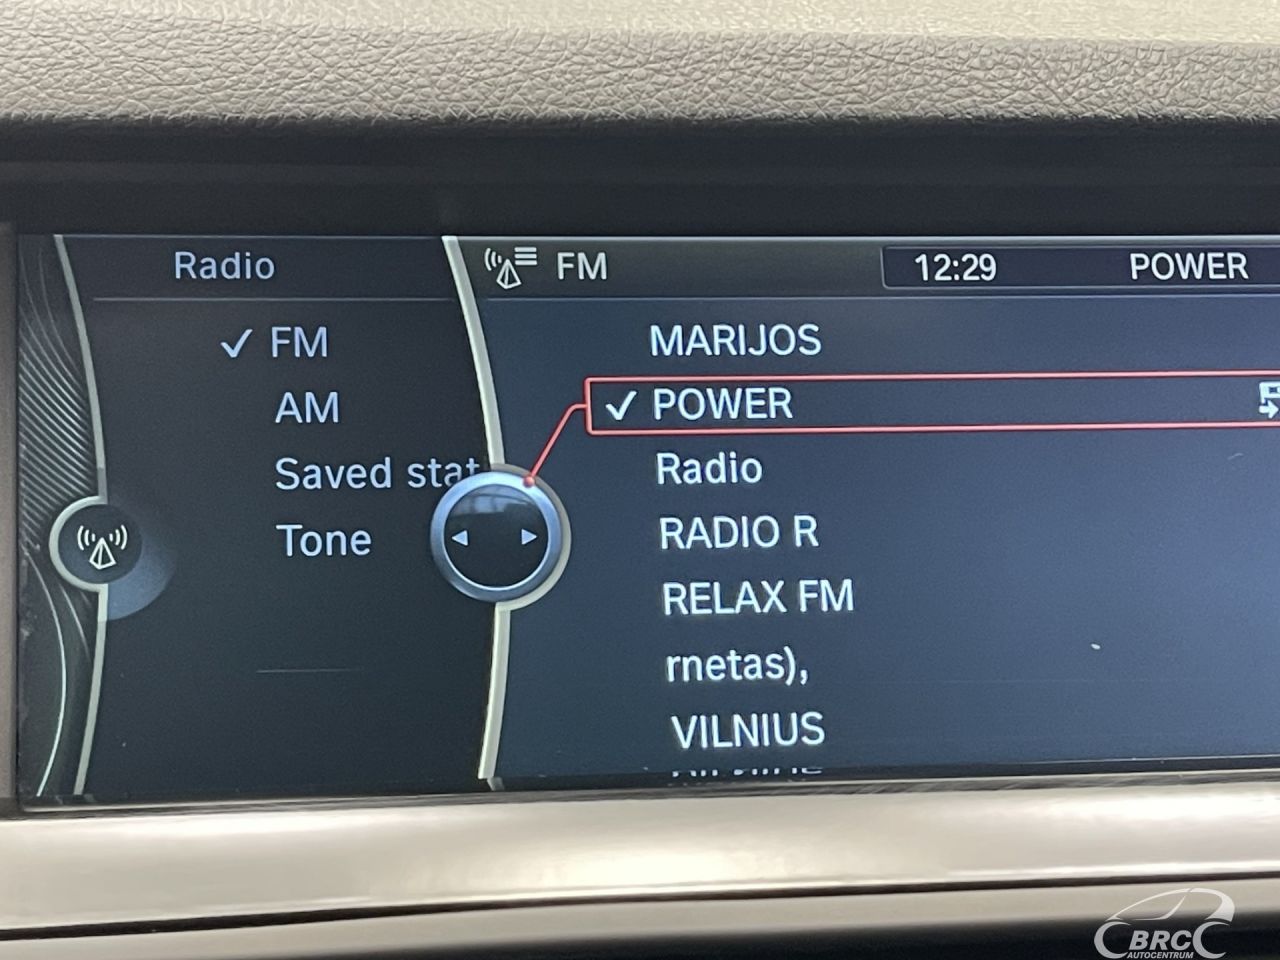 Radio
FM
12:29
POWER
FM
AM
Saved stat
Tone
MARIJOS
POWER
Radio
RADIO R
RELAX FM
rnetas),
VILNIUS
BRC
AUTOCENTRUM